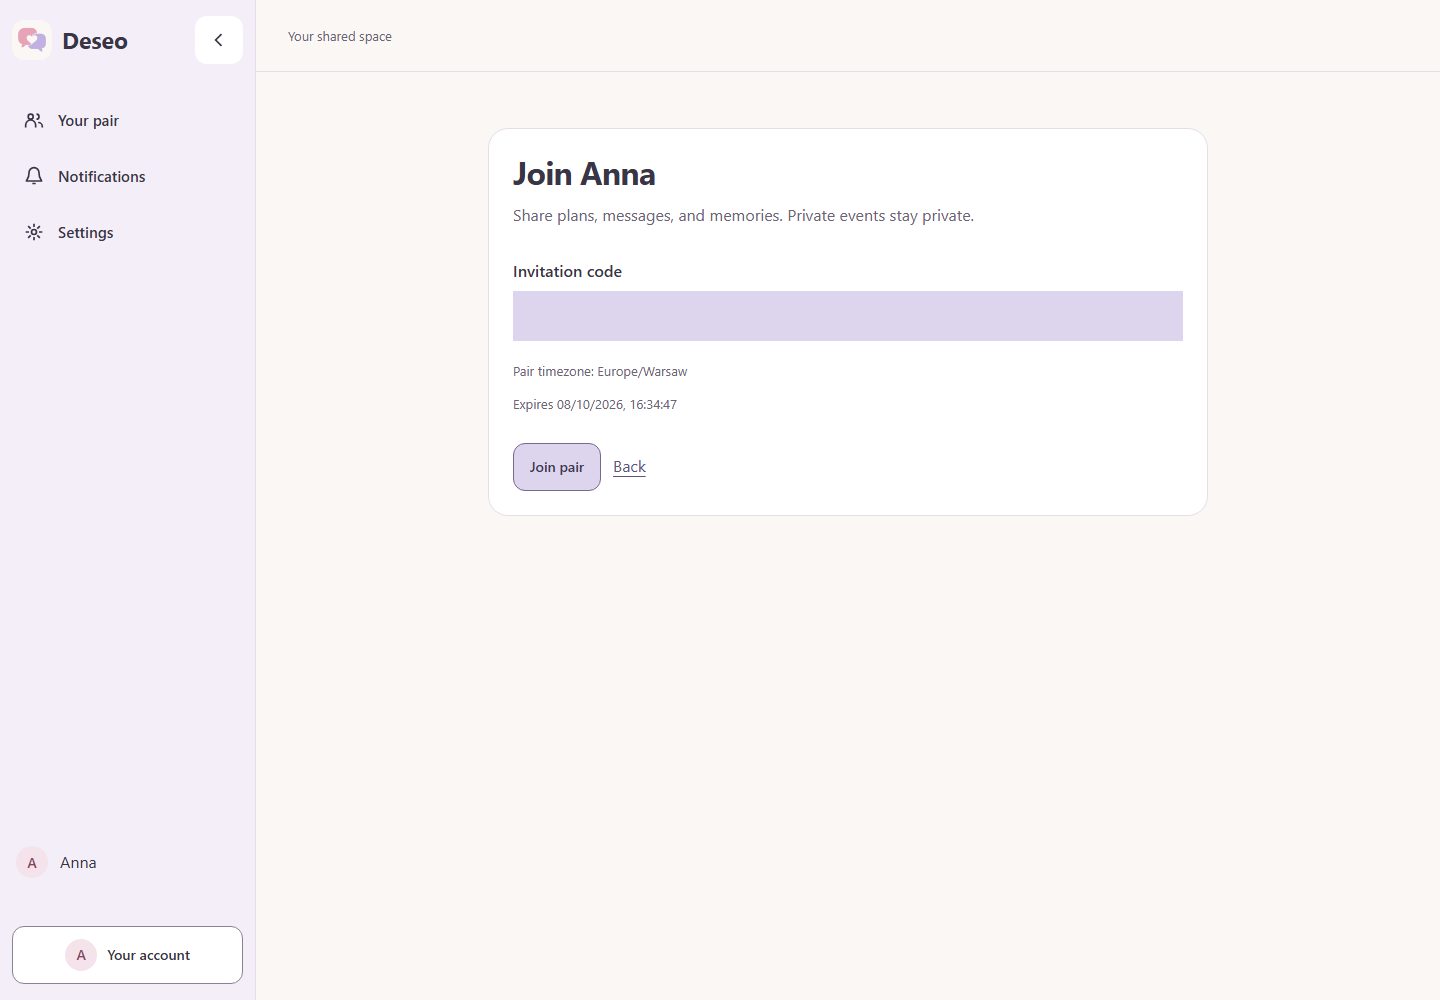 Deseo
Your shared space
Your pair
Notifications
Settings
Join Anna
Share plans, messages, and memories. Private events stay private.
Invitation code
Pair timezone: Europe/Warsaw
Expires 08/10/2026, 16:34:47
Join pair
Back
A
Anna
A
Your account